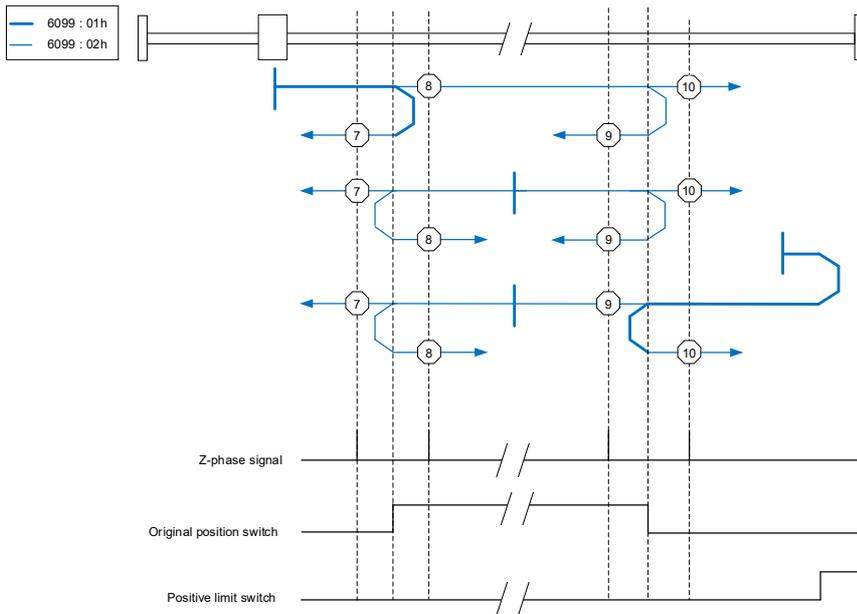 6099 : 01h
6099 : 02h
8
10
7
9
7
10
8
9
7
9
8
10
Z-phase signal
Original position switch
Positive limit switch